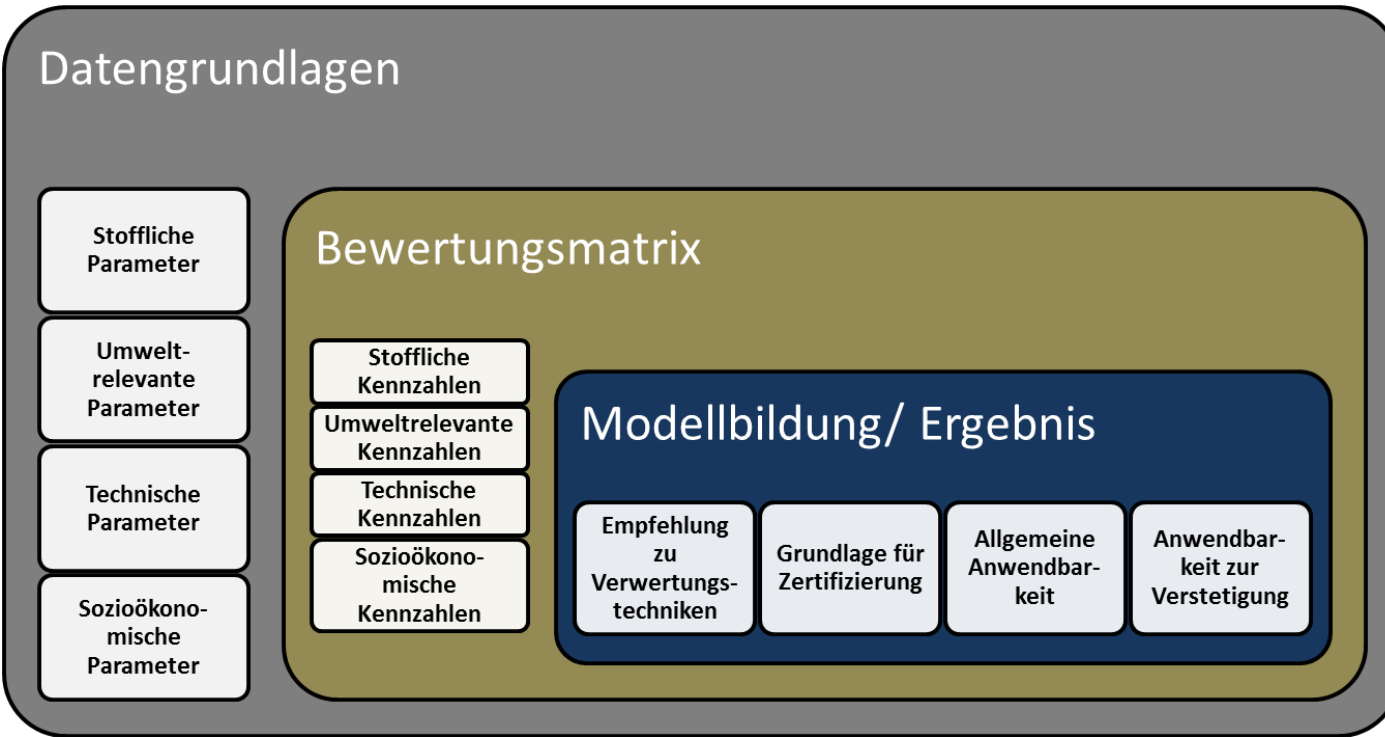 Datengrundlagen
Stoffliche
Parameter
Umwelt-
relevante
Parameter
Technische
Parameter
Sozioökono-
mische
Parameter
Bewertungsmatrix
Stoffliche
Kennzahlen
Umweltrelevante
Kennzahlen
Technische
Kennzahlen
Sozioökono-
mische
Kennzahlen
Modellbildung/ Ergebnis
Empfehlung
zu
Verwertungs-
techniken
Grundlage für
Zertifizierung
Allgemeine
Anwendbar-
keit
Anwendbar-
keit zur
Verstetigung